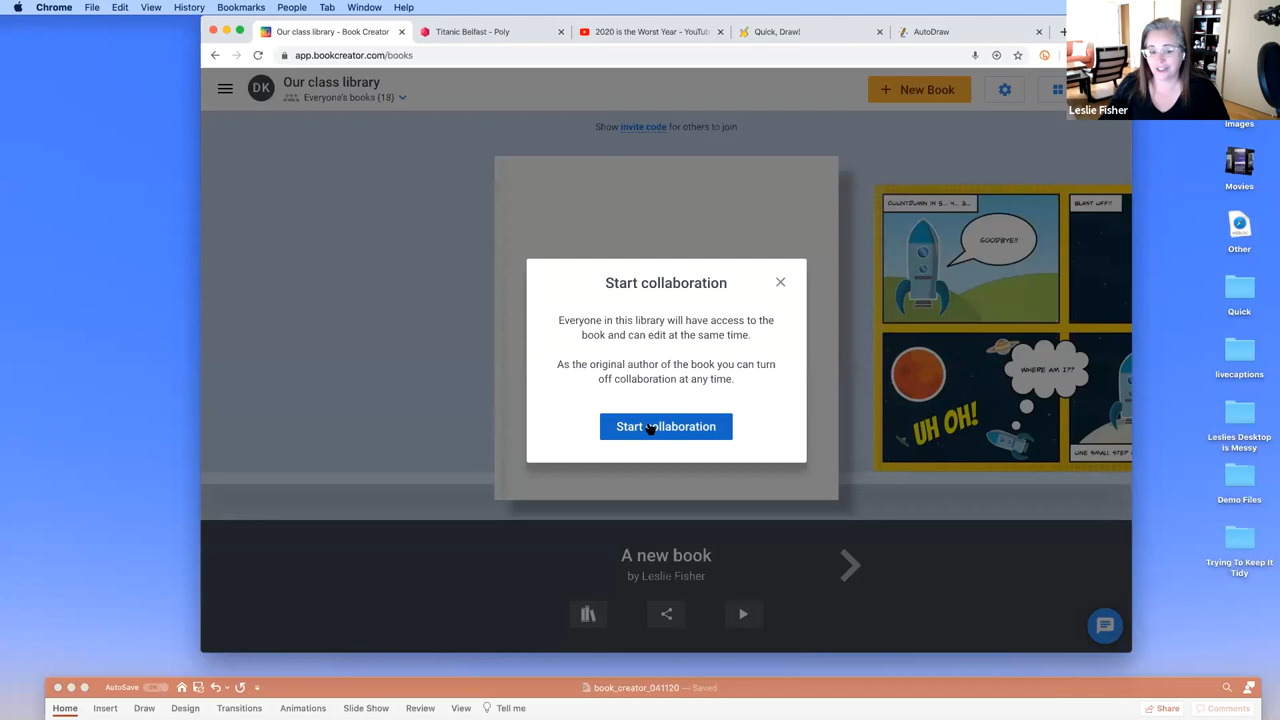 Chrome File Edit View History Bookmarks People Tab Window Help
Our class library - Book Creator
Titanic Belfast - Poly
2020 is the Worst Year - YouTub
Quick, Draw!
AutoDraw
app.bookcreator.com/books
DK
Our class library
Everyone's books (18)
+ New Book
Leslie Fisher
Show invite code for others to join
Images
Movies
WEBLOC
Other
Quick
livecaptions
Leslies Desktop
is Messy
Demo Files
Trying To Keep It
Tidy
COUNTDOWN IN 5... 4... 3...
GOODBYE!!
BLAST OFF!!
WHERE AM I??
UH OH!
ONE SMALL STEP
Start collaboration
Everyone in this library will have access to the
book and can edit at the same time.
As the original author of the book you can turn
off collaboration at any time.
Start collaboration
A new book
by Leslie Fisher
AutoSave
book_creator_041120 — Saved
Home Insert Draw Design Transitions Animations Slide Show Review View Tell me
Share
Comments